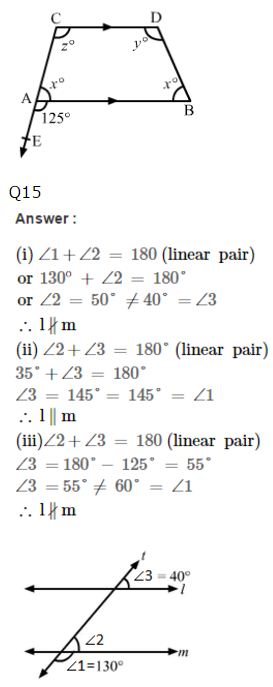 C
D
z°
y°
x°
x°
A
B
125°
E
Q15
Answer :
(i) ∠1 + ∠2 = 180 (linear pair)
or 130º + ∠2 = 180°
or ∠2 = 50° ≠ 40° = ∠3
∴ l ∦ m
(ii) ∠2 + ∠3 = 180° (linear pair)
35° + ∠3 = 180°
∠3 = 145° = 145° = ∠1
∴ l || m
(iii) ∠2 + ∠3 = 180 (linear pair)
∠3 = 180° − 125° = 55°
∠3 = 55° ≠ 60° = ∠1
∴ l ∦ m
t
∠3 = 40°
l
∠2
m
∠1=130°